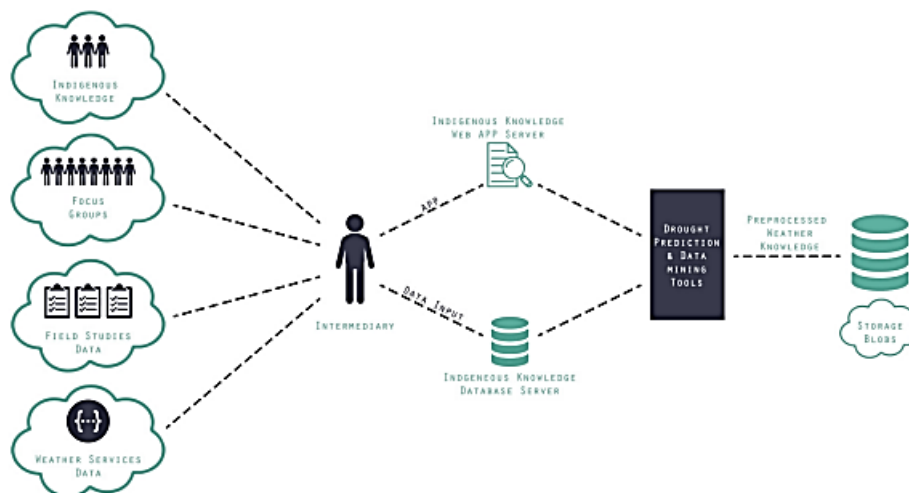 INDIGENOUS
KNOWLEDGE
FOCUS
GROUPS
FIELD STUDIES
DATA
{...}
WEATHER SERVICES
DATA
INTERMEDIARY
APP
DATA INPUT
INDIGENOUS KNOWLEDGE
WEB APP SERVER
INDGENEOUS KNOWLEDGE
DATABASE SERVER
DROUGHT
PREDICTION
& DATA
MINING
TOOLS
PREPROCESSED
WEATHER
KNOWLEDGE
STORAGE
BLOBS